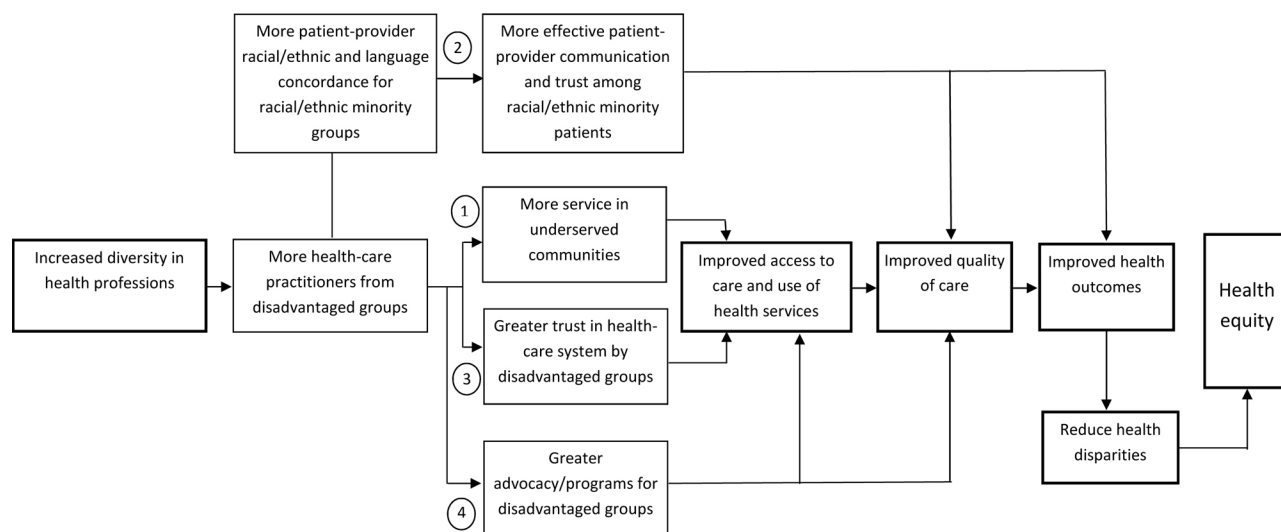 More patient-provider
racial/ethnic and language
concordance for
racial/ethnic minority
groups
2
More effective patient-
provider communication
and trust among
racial/ethnic minority
patients
Increased diversity in
health professions
More health-care
practitioners from
disadvantaged groups
1
More service in
underserved
communities
3
Greater trust in health-
care system by
disadvantaged groups
4
Greater
advocacy/programs for
disadvantaged groups
Improved access to
care and use of
health services
Improved quality
of care
Improved health
outcomes
Reduce health
disparities
Health
equity